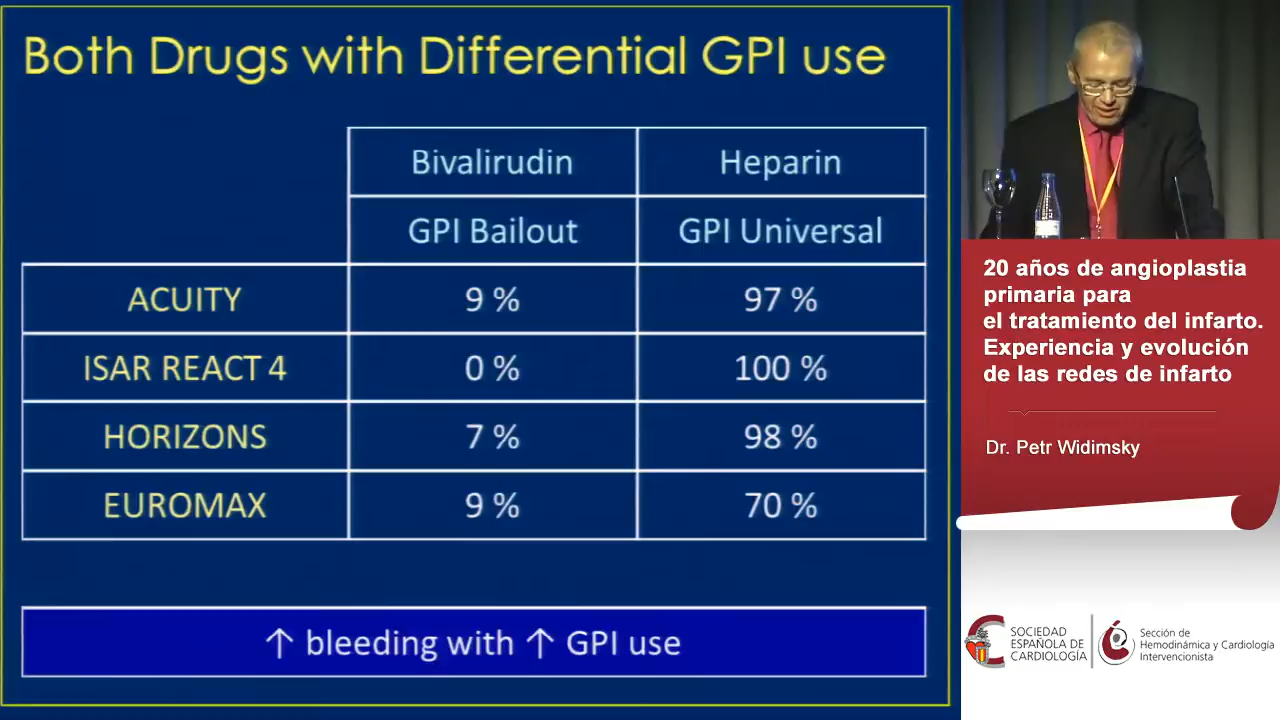 Both Drugs with Differential GPI use
Bivalirudin Heparin
GPI Bailout GPI Universal
ACUITY 9 % 97 %
ISAR REACT 4 0 % 100 %
HORIZONS 7 % 98 %
EUROMAX 9 % 70 %
↑ bleeding with ↑ GPI use
20 años de angioplastia
primaria para
el tratamiento del infarto.
Experiencia y evolución
de las redes de infarto
Dr. Petr Widimsky
SOCIEDAD
ESPAÑOLA DE
CARDIOLOGÍA
Sección de
Hemodinámica y Cardiología
Intervencionista